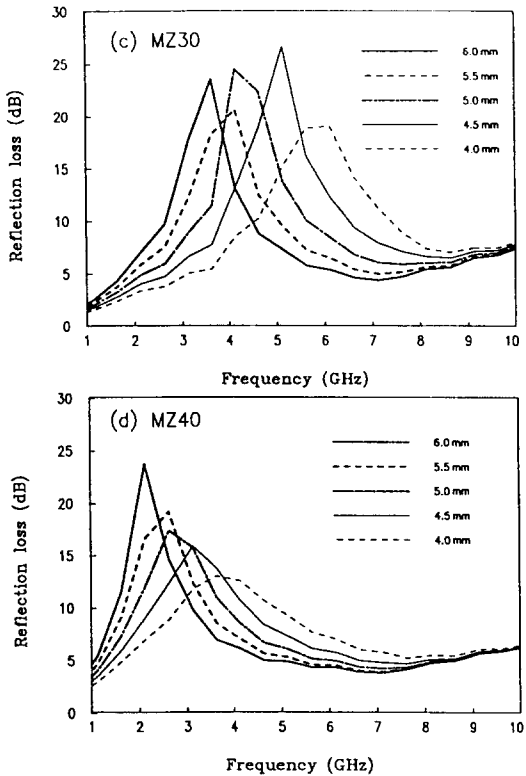 (c) MZ30
Reflection loss (dB)
30
25
20
15
10
5
0
6.0 mm
5.5 mm
5.0 mm
4.5 mm
4.0 mm
1 2 3 4 5 6 7 8 9 10
Frequency (GHz)
(d) MZ40
Reflection loss (dB)
30
25
20
15
10
5
0
6.0 mm
5.5 mm
5.0 mm
4.5 mm
4.0 mm
1 2 3 4 5 6 7 8 9 10
Frequency (GHz)